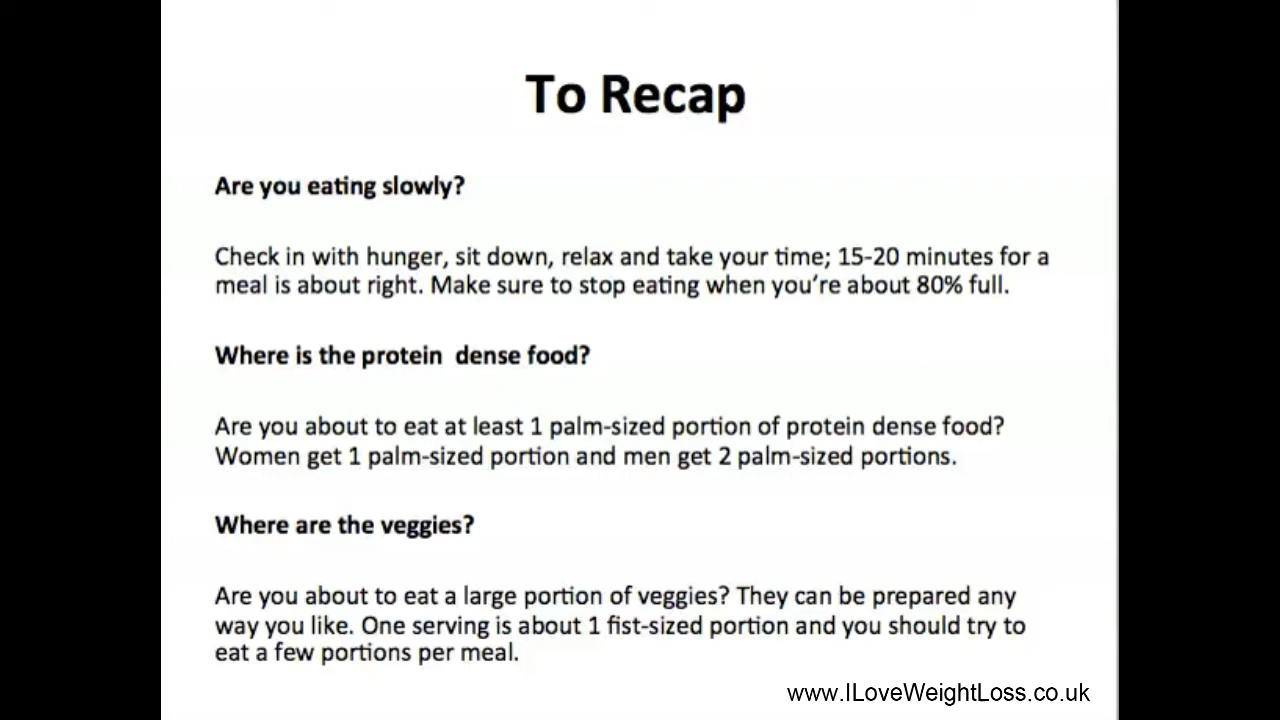 To Recap
Are you eating slowly?
Check in with hunger, sit down, relax and take your time; 15-20 minutes for a
meal is about right. Make sure to stop eating when you’re about 80% full.
Where is the protein  dense food?
Are you about to eat at least 1 palm-sized portion of protein dense food?
Women get 1 palm-sized portion and men get 2 palm-sized portions.
Where are the veggies?
Are you about to eat a large portion of veggies? They can be prepared any
way you like. One serving is about 1 fist-sized portion and you should try to
eat a few portions per meal.
www.ILoveWeightLoss.co.uk